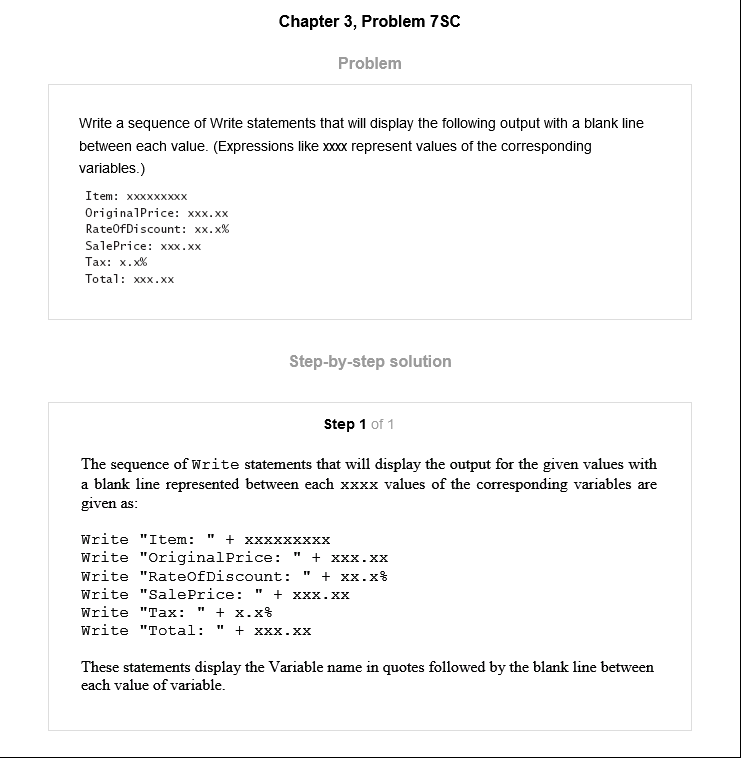 Chapter 3, Problem 7SC
Problem
Write a sequence of Write statements that will display the following output with a blank line
between each value. (Expressions like xxxx represent values of the corresponding
variables.)
Item: xxxxxxxxx
OriginalPrice: xxx.xx
RateOfDiscount: xx.x%
SalePrice: xxx.xx
Tax: x.x%
Total: xxx.xx
Step-by-step solution
Step 1 of 1
The sequence of Write statements that will display the output for the given values with
a blank line represented between each xxxx values of the corresponding variables are
given as:
Write "Item: " + xxxxxxxxx
Write "OriginalPrice: " + xxx.xx
Write "RateOfDiscount: " + xx.x%
Write "SalePrice: " + xxx.xx
Write "Tax: " + x.x%
Write "Total: " + xxx.xx
These statements display the Variable name in quotes followed by the blank line between
each value of variable.